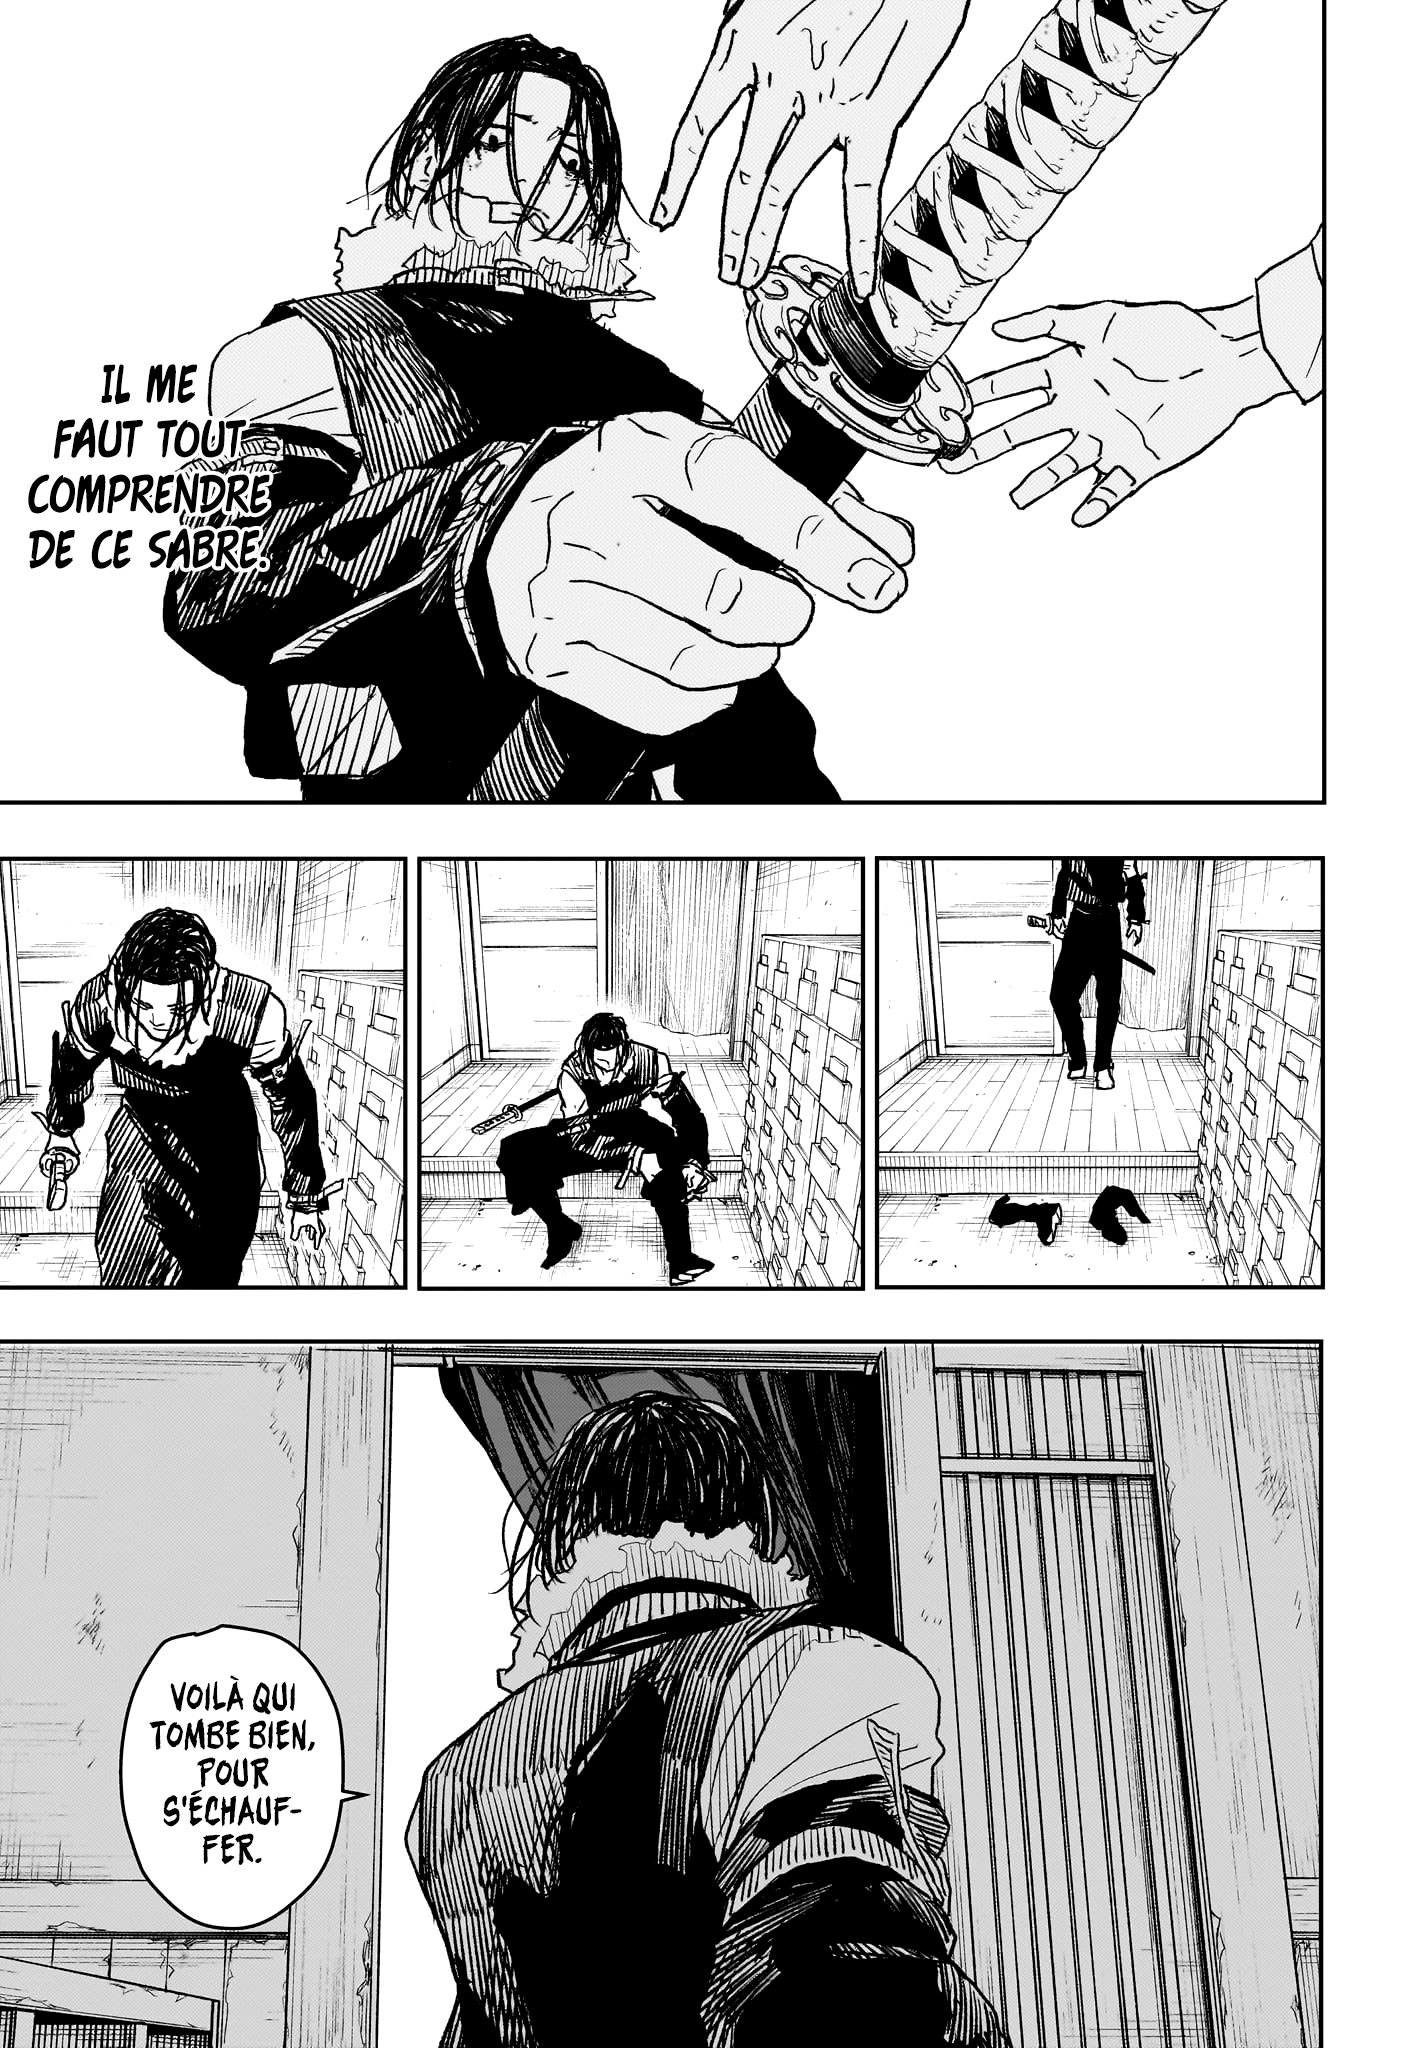 IL ME
FAUT TOUT
COMPRENDRE
DE CE SABRE.
VOILÀ QUI
TOMBE BIEN,
POUR
S'ÉCHAUF-
FER.